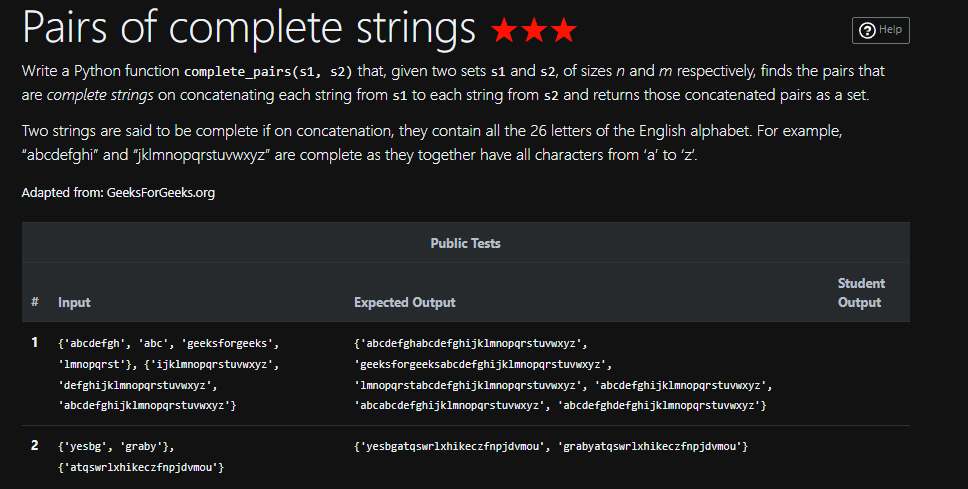 Pairs of complete strings ★★★
Help
Write a Python function complete_pairs(s1, s2) that, given two sets s1 and s2, of sizes n and m respectively, finds the pairs that
are complete strings on concatenating each string from s1 to each string from s2 and returns those concatenated pairs as a set.
Two strings are said to be complete if on concatenation, they contain all the 26 letters of the English alphabet. For example,
“abcdefghi” and “jklmnopqrstuvwxyz” are complete as they together have all characters from ‘a’ to ‘z’.
Adapted from: GeeksForGeeks.org
Public Tests
# Input Expected Output Student
Output
1 {'abcdefgh', 'abc', 'geeksforgeeks', {'abcdefghabcdefghijklmnopqrstuvwxyz',
'lmnopqrst'}, {'ijklmnopqrstuvwxyz', 'geeksforgeeksabcdefghijklmnopqrstuvwxyz',
'defghijklmnopqrstuvwxyz', 'lmnopqrstabcdefghijklmnopqrstuvwxyz', 'abcdefghijklmnopqrstuvwxyz',
'abcdefghijklmnopqrstuvwxyz'} 'abcabcdefghijklmnopqrstuvwxyz', 'abcdefghdefghijklmnopqrstuvwxyz'}
2 {'yesbg', 'graby'}, {'yesbgatqswrlxhikeczfnpjdvmou', 'grabyatqswrlxhikeczfnpjdvmou'}
{'atqswrlxhikeczfnpjdvmou'}